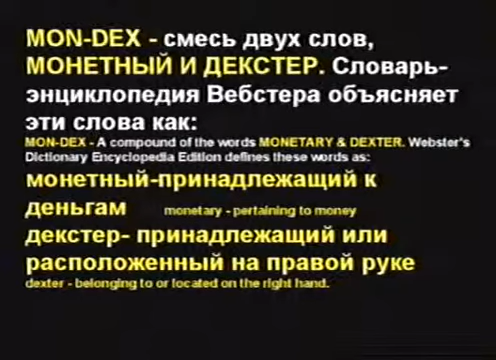 MON-DEX - смесь двух слов,
МОНЕТНЫЙ И ДЕКСТЕР. Словарь-
энциклопедия Вебстера объясняет
эти слова как:
MON-DEX - A compound of the words MONETARY & DEXTER. Webster's
Dictionary Encyclopedia Edition defines these words as:
монетный-принадлежащий к
деньгам monetary - pertaining to money
декстер- принадлежащий или
расположенный на правой руке
dexter - belonging to or located on the right hand.